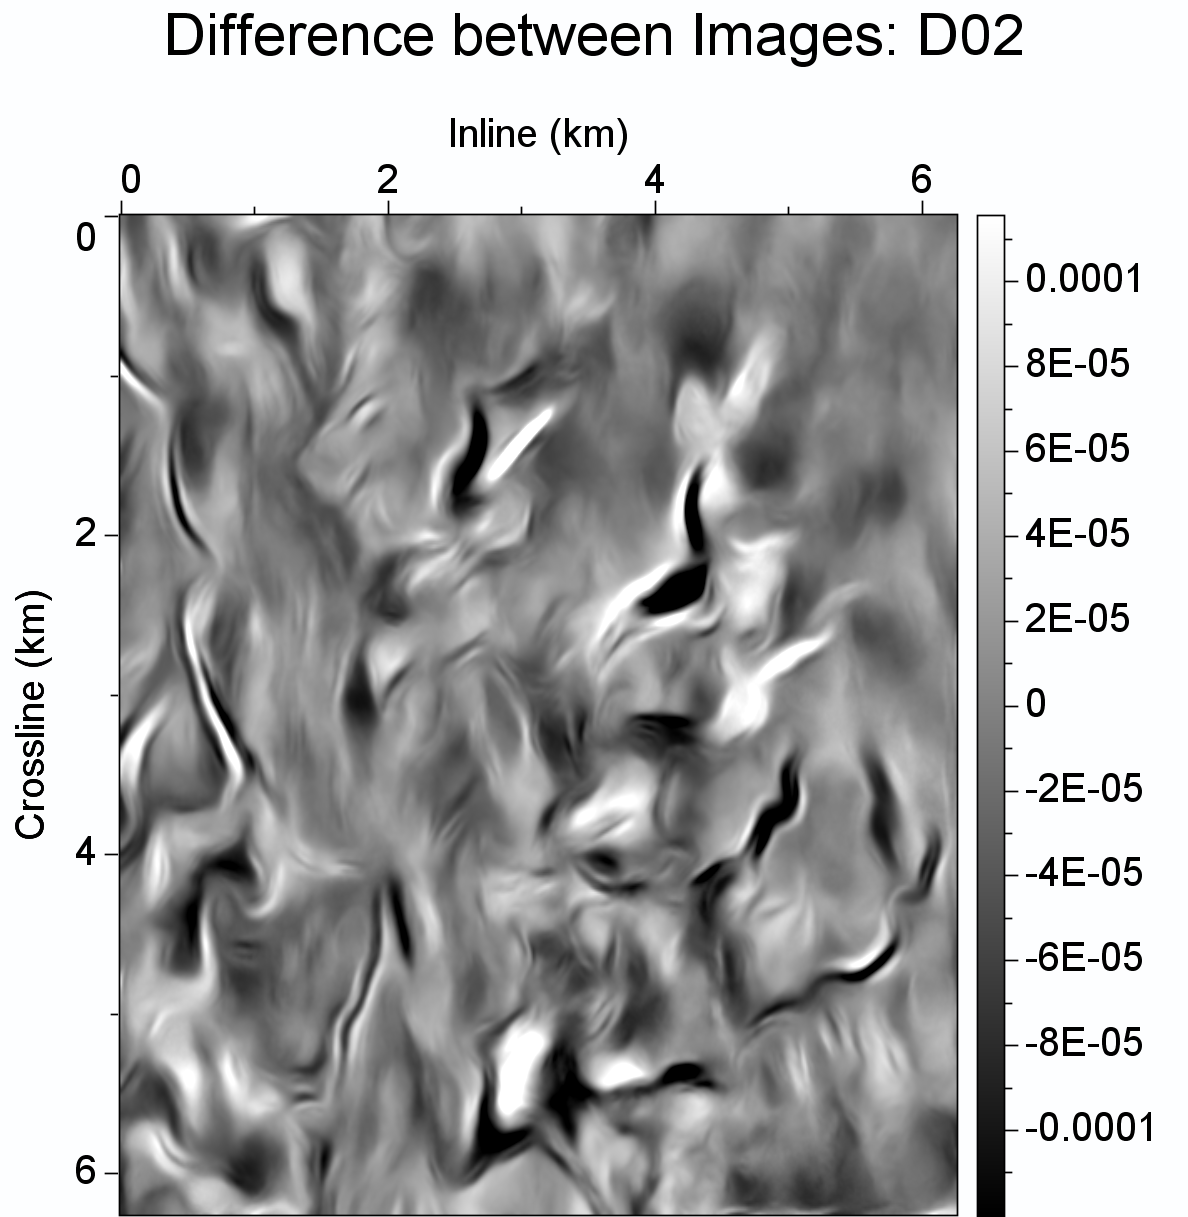 Difference between Images: D02
Inline (km)
0 2 4 6
Crossline (km)
0
2
4
6
0.0001
8E-05
6E-05
4E-05
2E-05
0
-2E-05
-4E-05
-6E-05
-8E-05
-0.0001